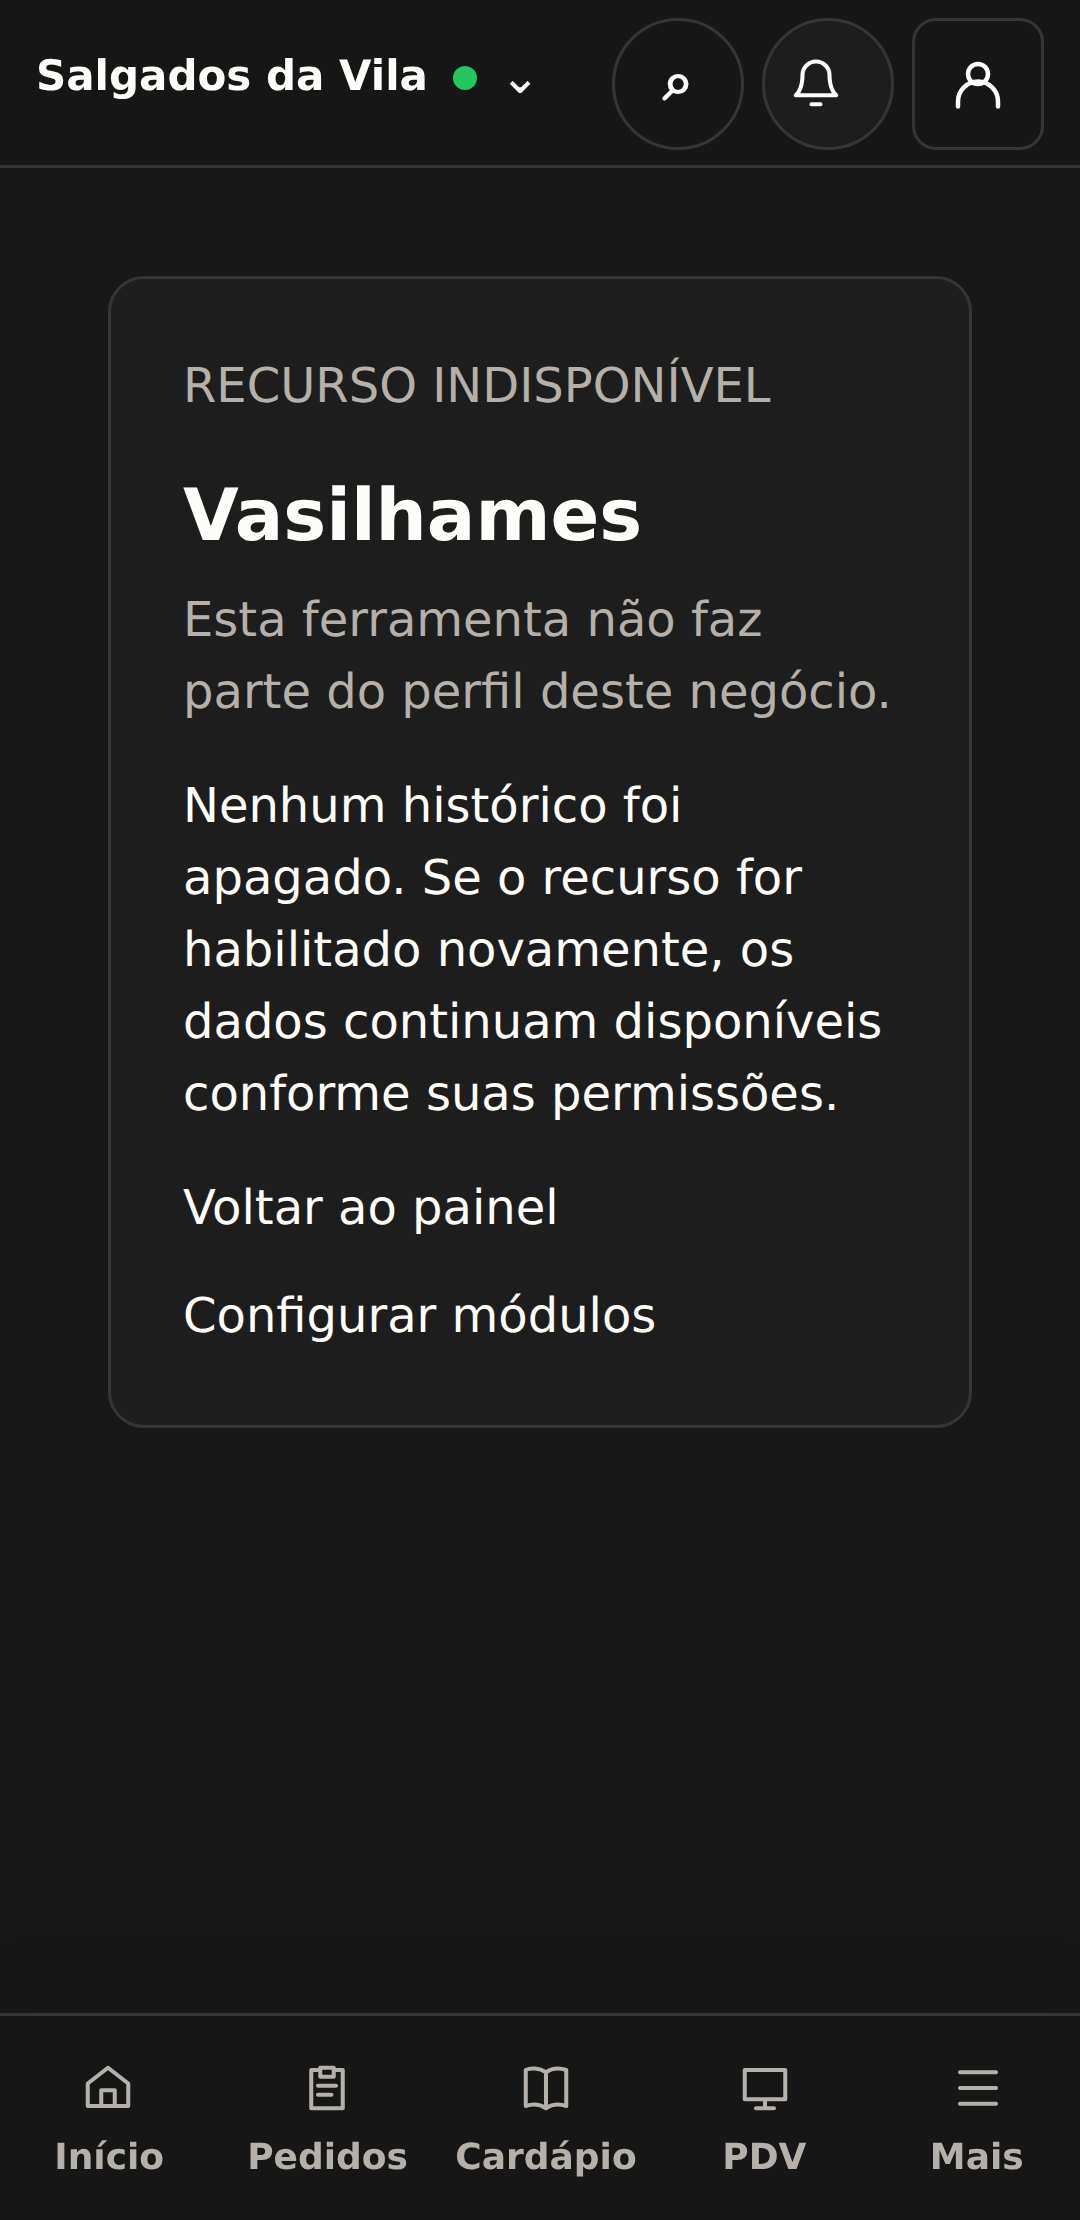 Salgados da Vila
RECURSO INDISPONÍVEL
Vasilhames
Esta ferramenta não faz
parte do perfil deste negócio.
Nenhum histórico foi
apagado. Se o recurso for
habilitado novamente, os
dados continuam disponíveis
conforme suas permissões.
Voltar ao painel
Configurar módulos
Início
Pedidos
Cardápio
PDV
Mais